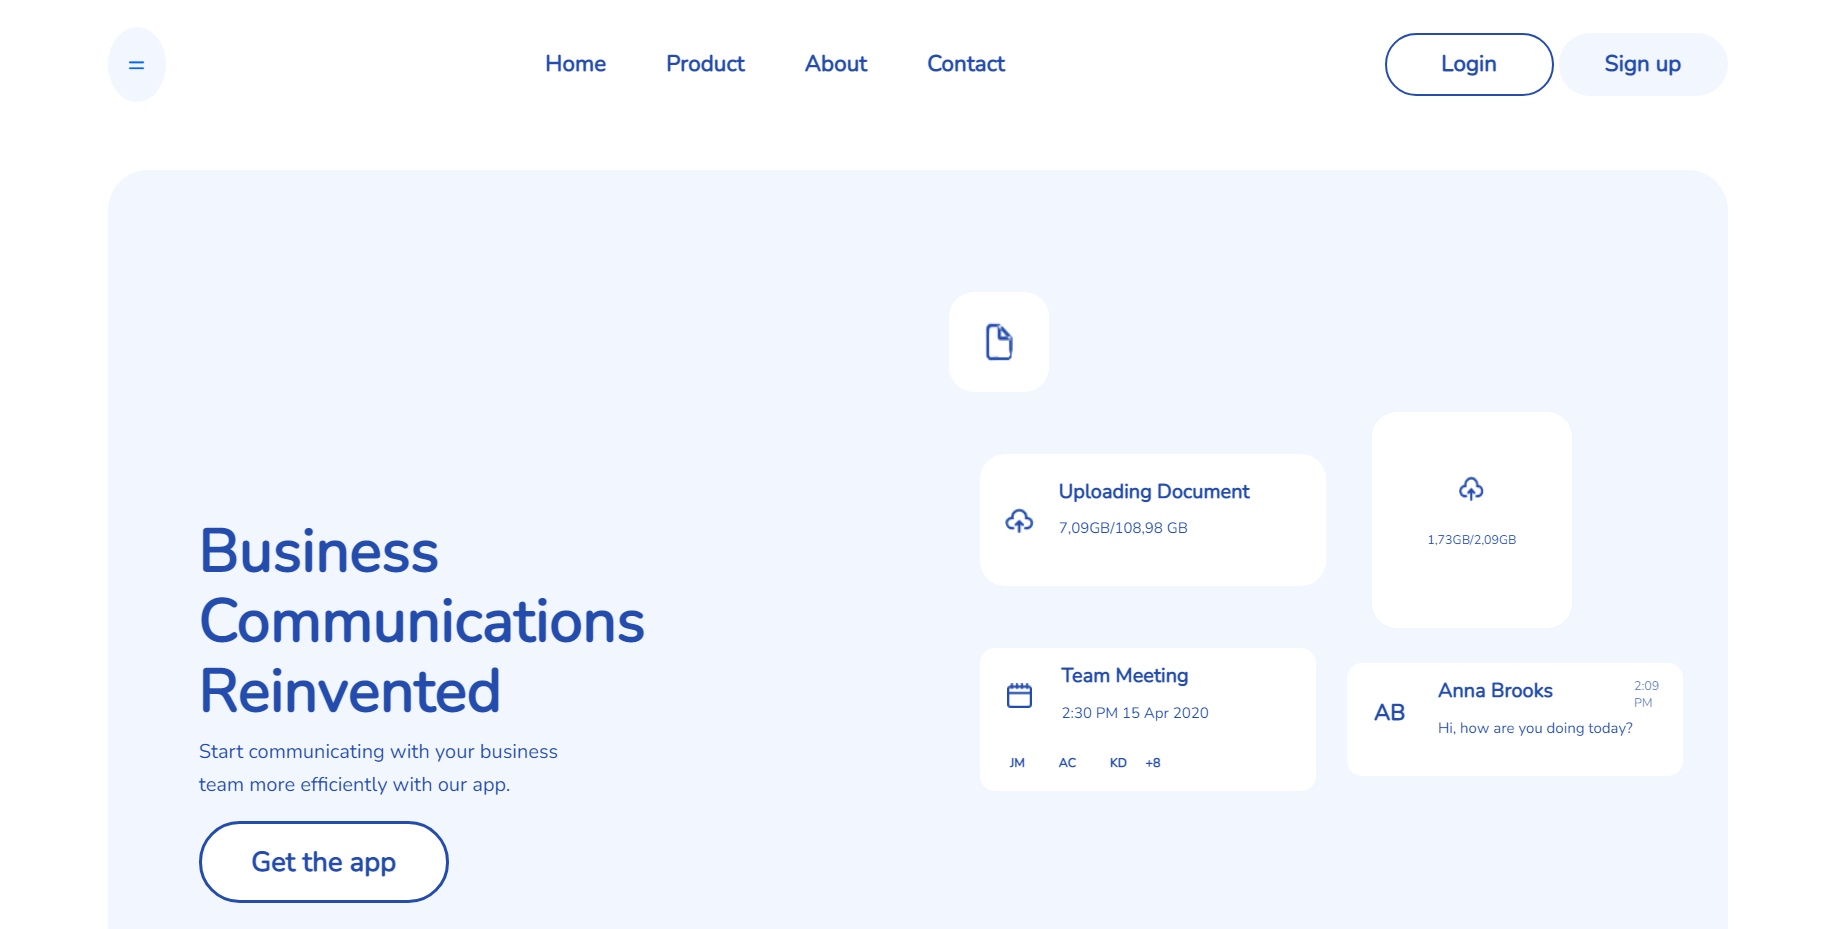 Home
Product
About
Contact
Login
Sign up
Business
Communications
Reinvented
Start communicating with your business
team more efficiently with our app.
Get the app
Uploading Document
7,09GB/108,98 GB
1,73GB/2,09GB
Team Meeting
2:30 PM 15 Apr 2020
JM AC KD +8
AB
Anna Brooks
2:09
PM
Hi, how are you doing today?